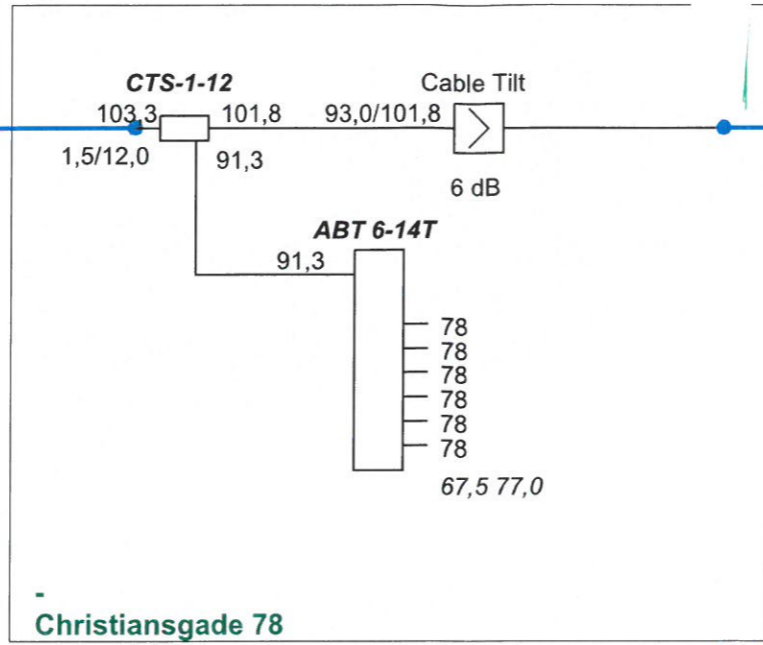 CTS-1-12
Cable Tilt
103,3
101,8
93,0/101,8
1,5/12,0
91,3
6 dB
ABT 6-14T
91,3
78
78
78
78
78
78
67,5 77,0
-
Christiansgade 78